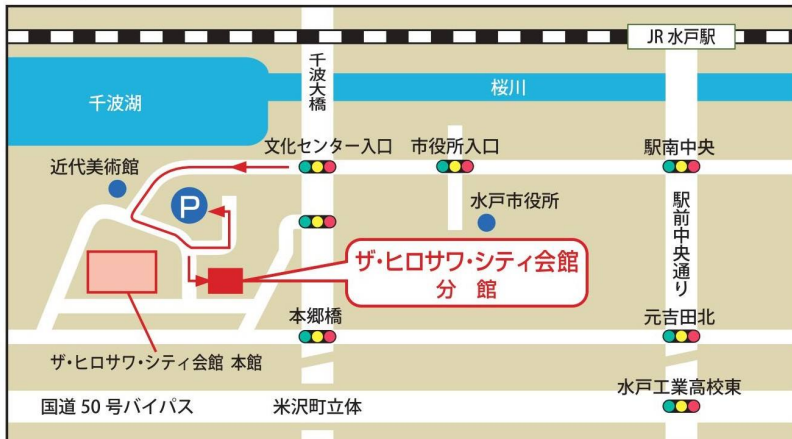 JR 水戸駅
千波大橋
桜川
千波湖
文化センター入口
市役所入口
駅南中央
近代美術館
P
水戸市役所
駅前中央通り
ザ・ヒロサワ・シティ会館
分 館
本郷橋
元吉田北
ザ・ヒロサワ・シティ会館 本館
水戸工業高校東
国道 50 号バイパス
米沢町立体